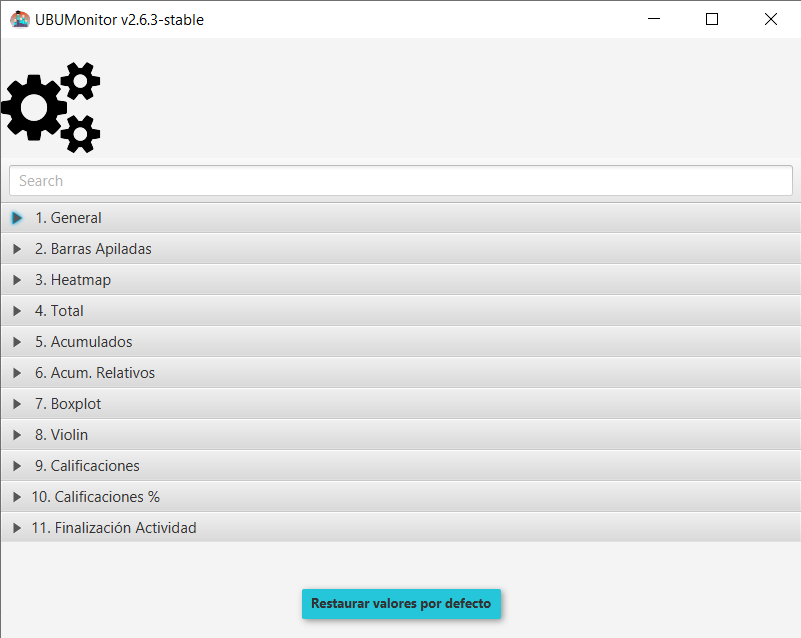 UBUMonitor v2.6.3-stable
Search
1. General
2. Barras Apiladas
3. Heatmap
4. Total
5. Acumulados
6. Acum. Relativos
7. Boxplot
8. Violin
9. Calificaciones
10. Calificaciones %
11. Finalización Actividad
Restaurar valores por defecto